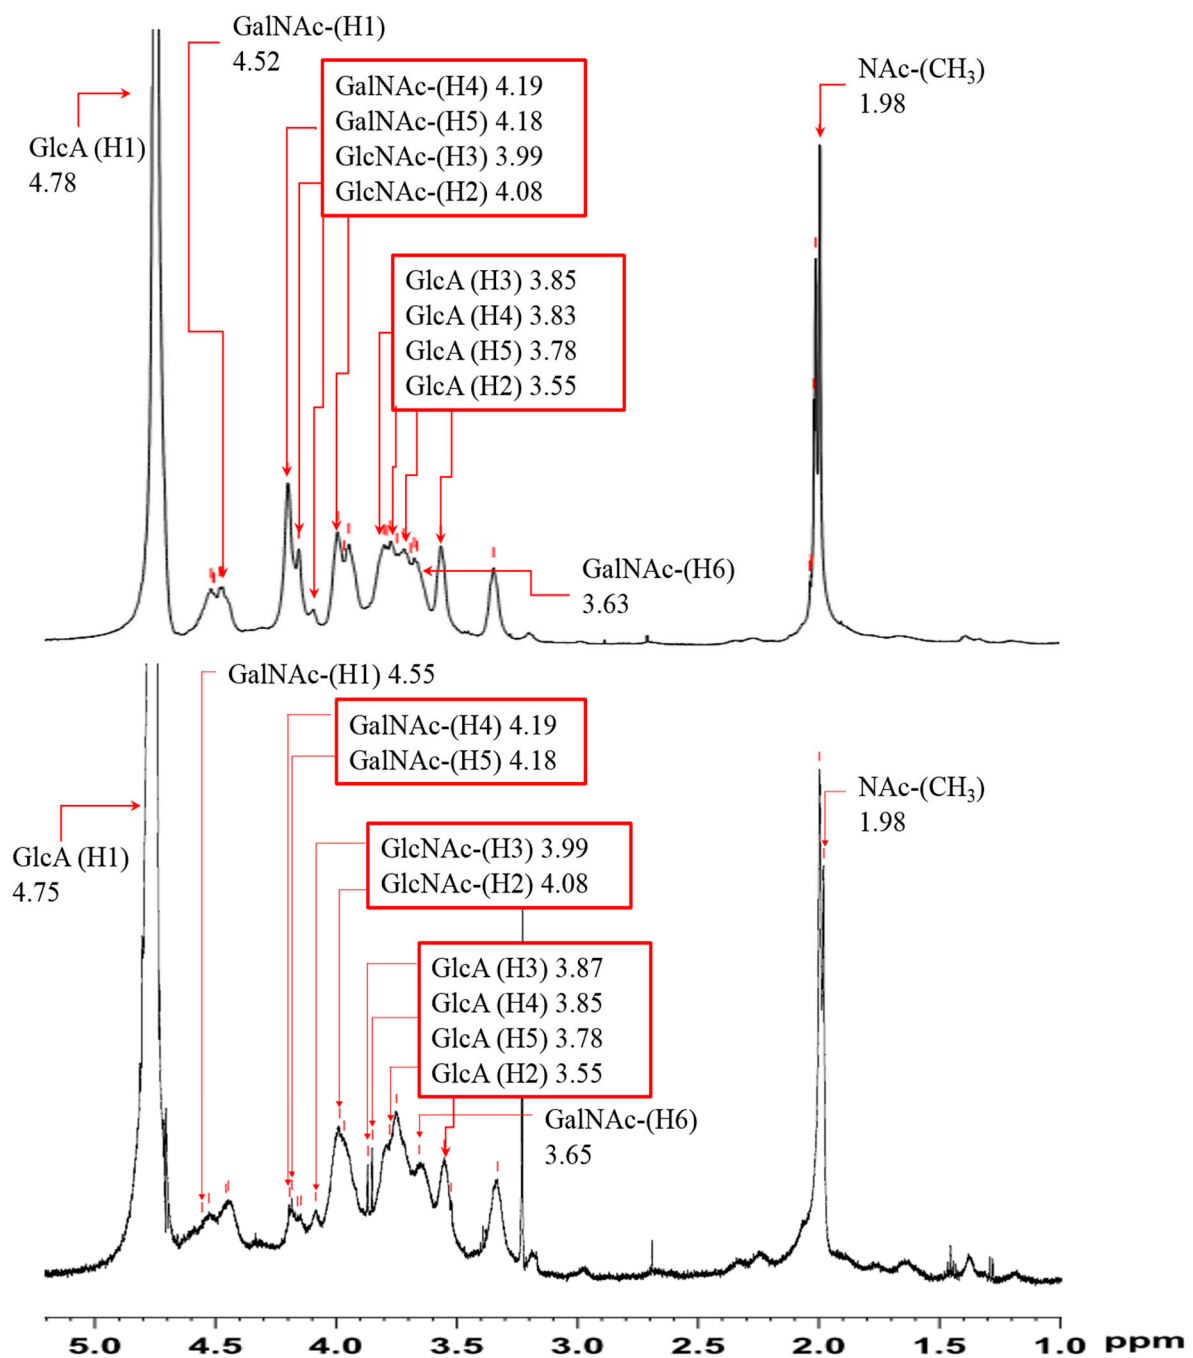 GalNAc-(H1)
4.52
GlcA (H1)
4.78
GalNAc-(H4) 4.19
GalNAc-(H5) 4.18
GlcNAc-(H3) 3.99
GlcNAc-(H2) 4.08
GlcA (H3) 3.85
GlcA (H4) 3.83
GlcA (H5) 3.78
GlcA (H2) 3.55
GalNAc-(H6)
3.63
NAc-(CH₃)
1.98
GalNAc-(H1) 4.55
GalNAc-(H4) 4.19
GalNAc-(H5) 4.18
GlcA (H1)
4.75
GlcNAc-(H3) 3.99
GlcNAc-(H2) 4.08
GlcA (H3) 3.87
GlcA (H4) 3.85
GlcA (H5) 3.78
GlcA (H2) 3.55
GalNAc-(H6)
3.65
NAc-(CH₃)
1.98
5.0 4.5 4.0 3.5 3.0 2.5 2.0 1.5 1.0 ppm